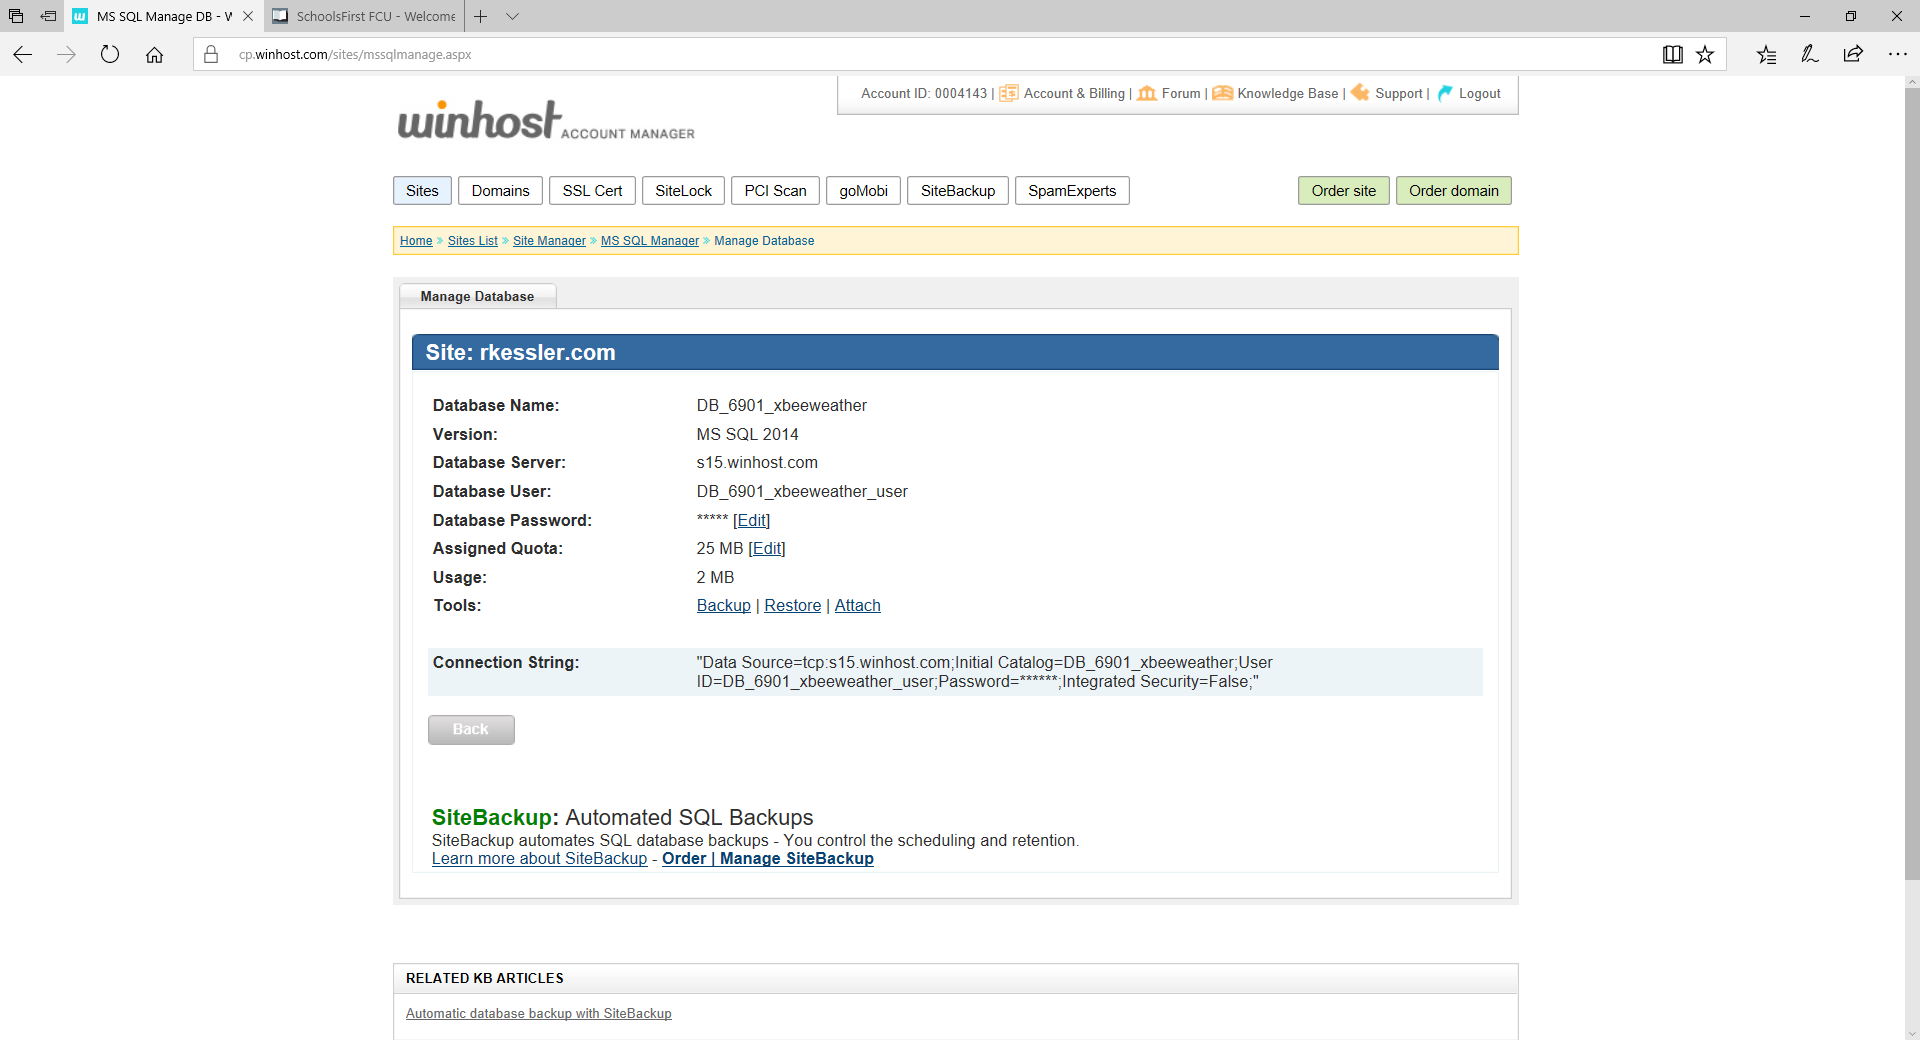 MS SQL Manage DB - W
SchoolsFirst FCU - Welcome
cp.winhost.com/sites/mssqlmanage.aspx
Account ID: 0004143 | Account & Billing | Forum | Knowledge Base | Support | Logout
winhost ACCOUNT MANAGER
Sites Domains SSL Cert SiteLock PCI Scan goMobi SiteBackup SpamExperts Order site Order domain
Home » Sites List » Site Manager » MS SQL Manager » Manage Database
Manage Database
Site: rkessler.com
Database Name: DB_6901_xbeeweather
Version: MS SQL 2014
Database Server: s15.winhost.com
Database User: DB_6901_xbeeweather_user
Database Password: ***** [Edit]
Assigned Quota: 25 MB [Edit]
Usage: 2 MB
Tools: Backup | Restore | Attach
Connection String: "Data Source=tcp:s15.winhost.com;Initial Catalog=DB_6901_xbeeweather;User
ID=DB_6901_xbeeweather_user;Password=******;Integrated Security=False;"
Back
SiteBackup: Automated SQL Backups
SiteBackup automates SQL database backups - You control the scheduling and retention.
Learn more about SiteBackup - Order | Manage SiteBackup
RELATED KB ARTICLES
Automatic database backup with SiteBackup